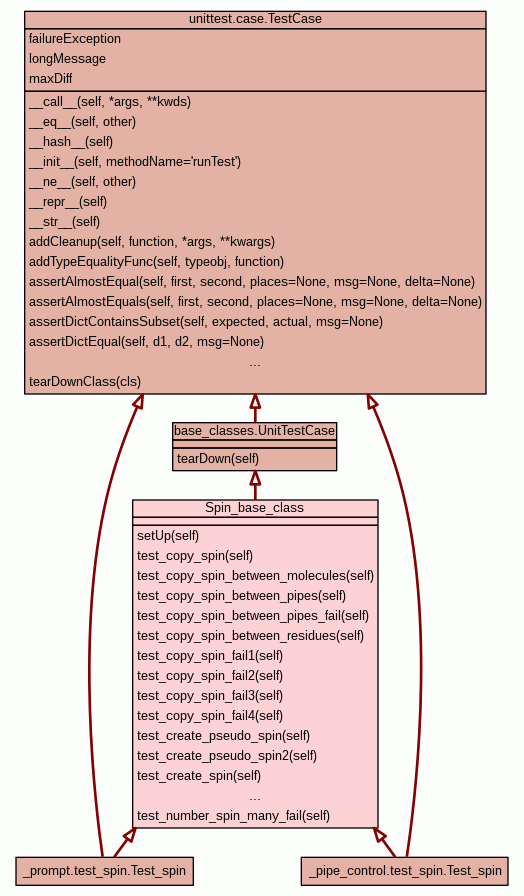 unittest.case.TestCase
failureException
longMessage
maxDiff
__call__(self, *args, **kwds)
__eq__(self, other)
__hash__(self)
__init__(self, methodName='runTest')
__ne__(self, other)
__repr__(self)
__str__(self)
addCleanup(self, function, *args, **kwargs)
addTypeEqualityFunc(self, typeobj, function)
assertAlmostEqual(self, first, second, places=None, msg=None, delta=None)
assertAlmostEquals(self, first, second, places=None, msg=None, delta=None)
assertDictContainsSubset(self, expected, actual, msg=None)
assertDictEqual(self, d1, d2, msg=None)
...
tearDownClass(cls)
base_classes.UnitTestCase
tearDown(self)
Spin_base_class
setUp(self)
test_copy_spin(self)
test_copy_spin_between_molecules(self)
test_copy_spin_between_pipes(self)
test_copy_spin_between_pipes_fail(self)
test_copy_spin_between_residues(self)
test_copy_spin_fail1(self)
test_copy_spin_fail2(self)
test_copy_spin_fail3(self)
test_copy_spin_fail4(self)
test_create_pseudo_spin(self)
test_create_pseudo_spin2(self)
test_create_spin(self)
...
test_number_spin_many_fail(self)
_prompt.test_spin.Test_spin
_pipe_control.test_spin.Test_spin